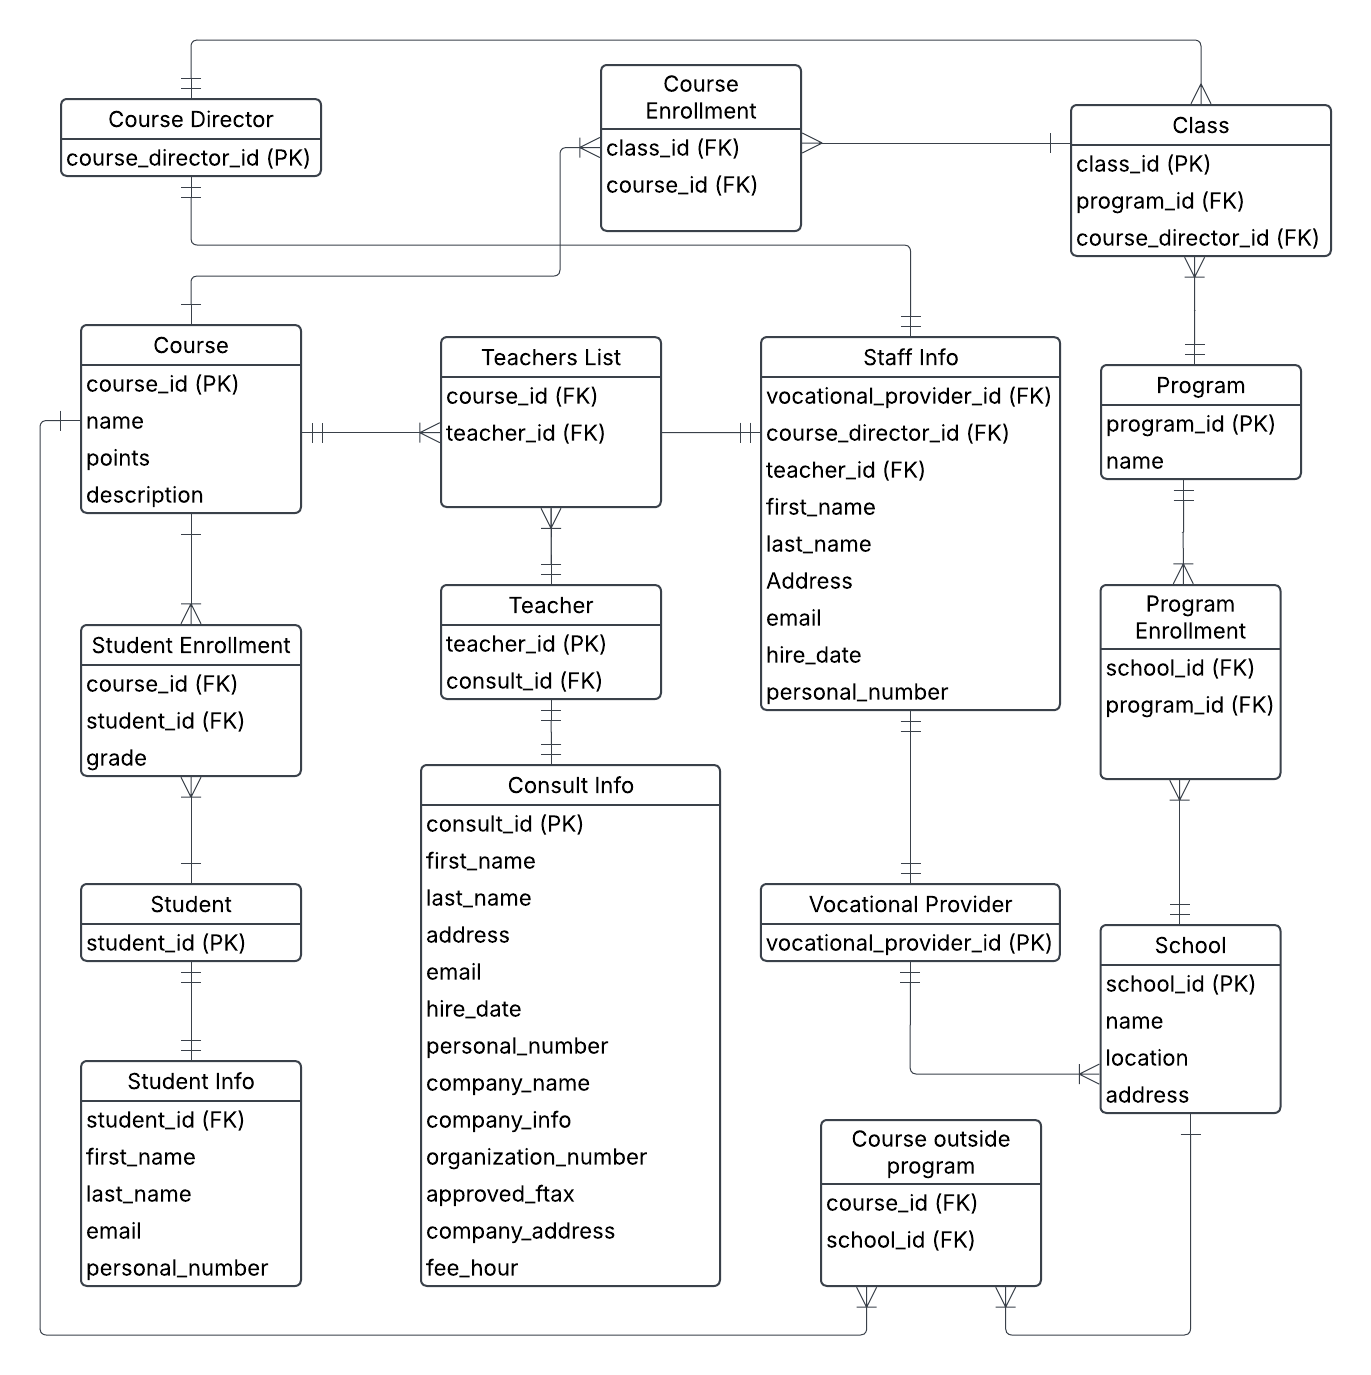 Course Director
course_director_id (PK)
Course
Enrollment
class_id (FK)
course_id (FK)
Class
class_id (PK)
program_id (FK)
course_director_id (FK)
Course
course_id (PK)
name
points
description
Teachers List
course_id (FK)
teacher_id (FK)
Staff Info
vocational_provider_id (FK)
course_director_id (FK)
teacher_id (FK)
first_name
last_name
Address
email
hire_date
personal_number
Program
program_id (PK)
name
Student Enrollment
course_id (FK)
student_id (FK)
grade
Teacher
teacher_id (PK)
consult_id (FK)
Program
Enrollment
school_id (FK)
program_id (FK)
Student
student_id (PK)
Consult Info
consult_id (PK)
first_name
last_name
address
email
hire_date
personal_number
company_name
company_info
organization_number
approved_ftax
company_address
fee_hour
Vocational Provider
vocational_provider_id (PK)
School
school_id (PK)
name
location
address
Student Info
student_id (FK)
first_name
last_name
email
personal_number
Course outside
program
course_id (FK)
school_id (FK)